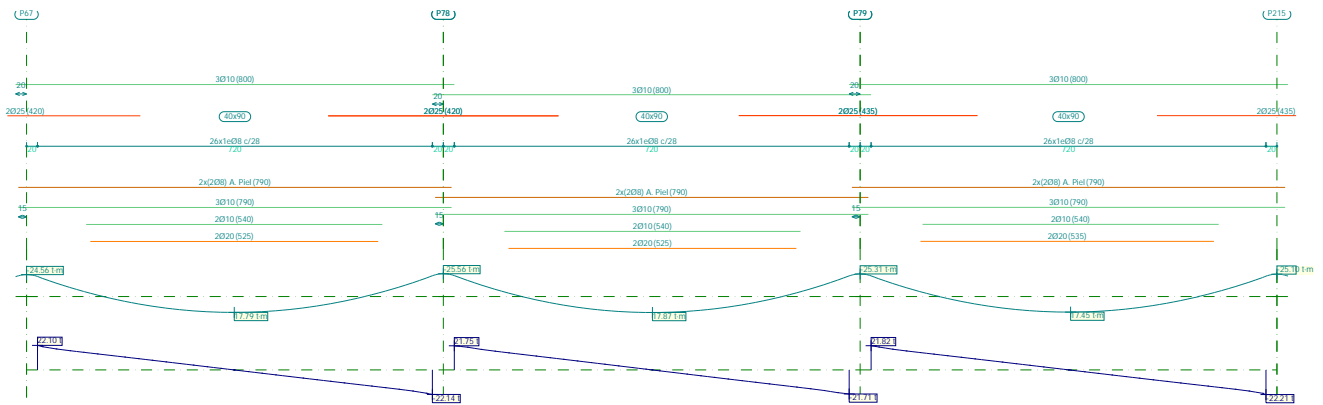 P67 P78 P79 P215
3Ø10(800) 3Ø10(800)
20 20
3Ø10(800)
20
2Ø25(420) 2Ø25(420) 2Ø25(435) 2Ø25(435)
40x90 40x90 40x90
26x1eØ8 c/28 26x1eØ8 c/28 26x1eØ8 c/28
20 720 20 20 720 20 20 720 20
2x(2Ø8) A. Piel(790) 2x(2Ø8) A. Piel(790)
2x(2Ø8) A. Piel(790)
3Ø10(790) 3Ø10(790)
15 15
3Ø10(790)
15
2Ø10(540) 2Ø10(540)
2Ø10(540)
2Ø20(525) 2Ø20(535)
2Ø20(525)
-24.56 t·m -25.56 t·m -25.31 t·m -25.10 t·m
17.79 t·m 17.87 t·m 17.45 t·m
22.10 t 21.75 t 21.82 t
-22.14 t -21.71 t -22.21 t